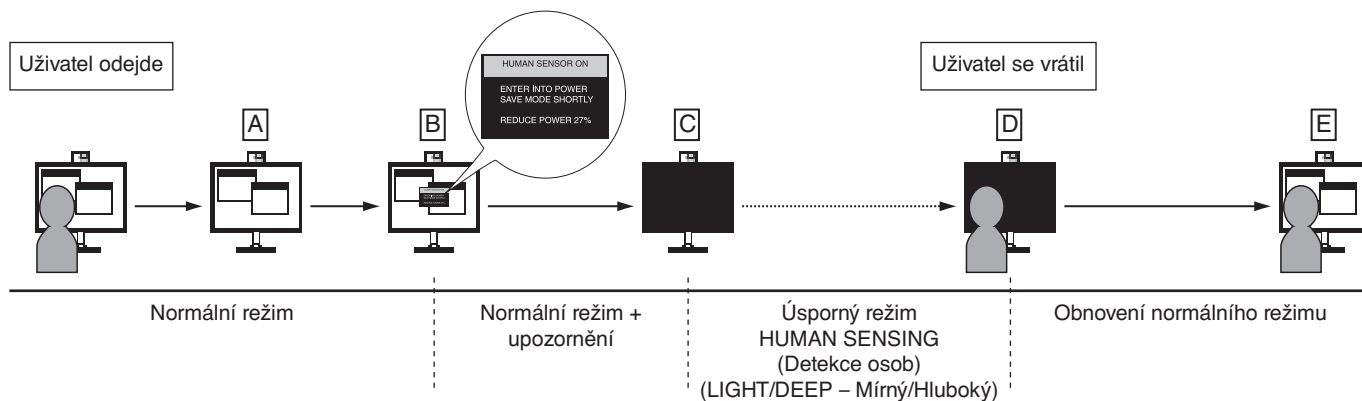 Uživatel odejde
HUMAN SENSOR ON
ENTER INTO POWER
SAVE MODE SHORTLY
REDUCE POWER 27%
Uživatel se vrátil
A
B
C
D
E
Normální režim
Normální režim +
upozornění
Úsporný režim
HUMAN SENSING
(Detekce osob)
(LIGHT/DEEP – Mírný/Hluboký)
Obnovení normálního režimu